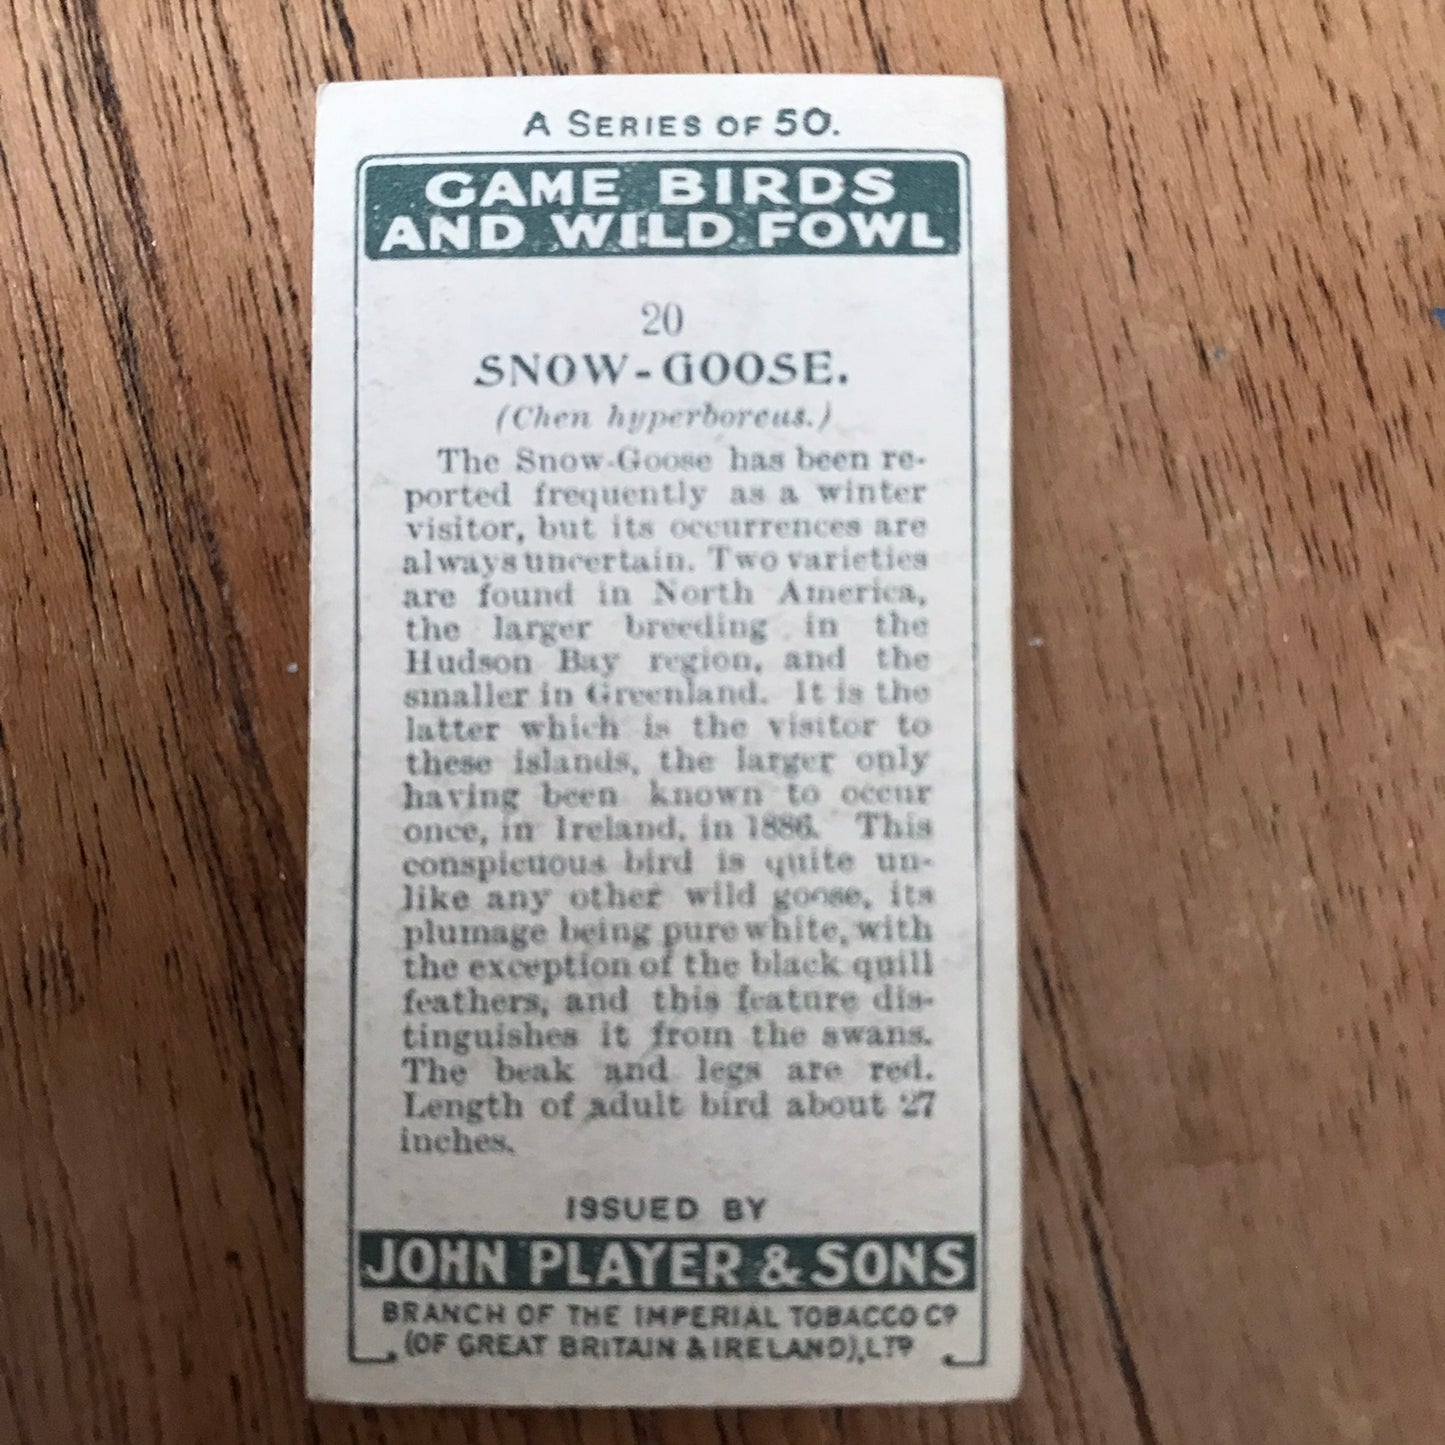 A SERIES OF 50.
GAME BIRDS
AND WILD FOWL
20
SNOW-GOOSE.
(Chen hyperboreus.)
The Snow-Goose has been re-
ported frequently as a winter
visitor, but its occurrences are
always uncertain. Two varieties
are found in North America,
the larger breeding in the
Hudson Bay region, and the
smaller in Greenland. It is the
latter which is the visitor to
these islands, the larger only
having been known to occur
once, in Ireland, in 1886. This
conspicuous bird is quite un-
like any other wild goose, its
plumage being pure white, with
the exception of the black quill
feathers, and this feature dis-
tinguishes it from the swans.
The beak and legs are red.
Length of adult bird about 27
inches.
ISSUED BY
JOHN PLAYER & SONS
BRANCH OF THE IMPERIAL TOBACCO CO
(OF GREAT BRITAIN & IRELAND), LTD